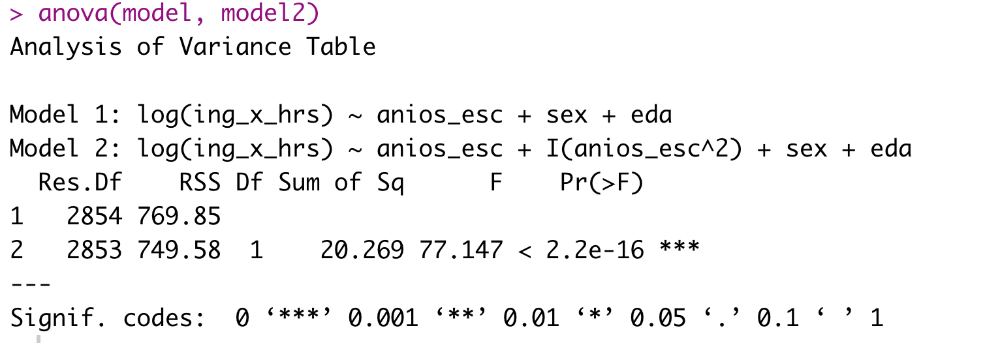 > anova(model, model2)
Analysis of Variance Table

Model 1: log(ing_x_hrs) ~ anios_esc + sex + eda
Model 2: log(ing_x_hrs) ~ anios_esc + I(anios_esc^2) + sex + eda
  Res.Df    RSS Df Sum of Sq      F    Pr(>F)
1   2854 769.85
2   2853 749.58  1    20.269 77.147 < 2.2e-16 ***
---
Signif. codes:  0 ‘***’ 0.001 ‘**’ 0.01 ‘*’ 0.05 ‘.’ 0.1 ‘ ’ 1